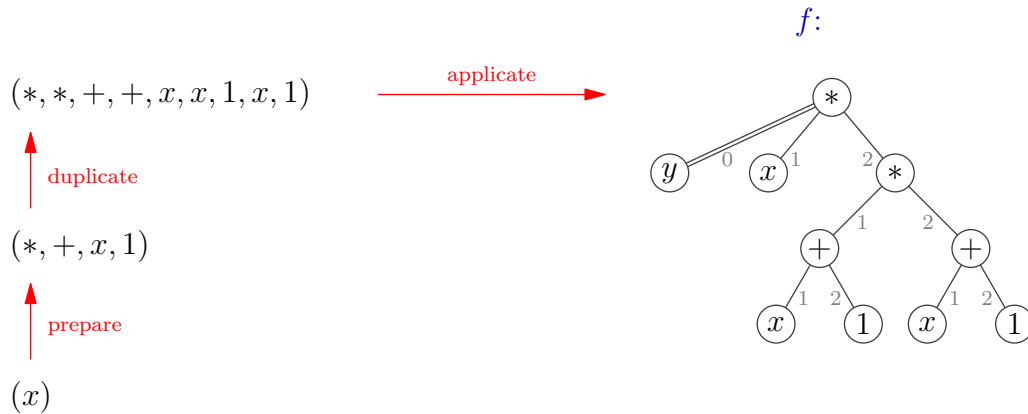 f:
(∗, ∗, +, +, x, x, 1, x, 1)
applicate
∗
0
1
2
y
x
∗
duplicate
1
2
(∗, +, x, 1)
+
+
1
2
1
2
prepare
x
1
x
1
(x)